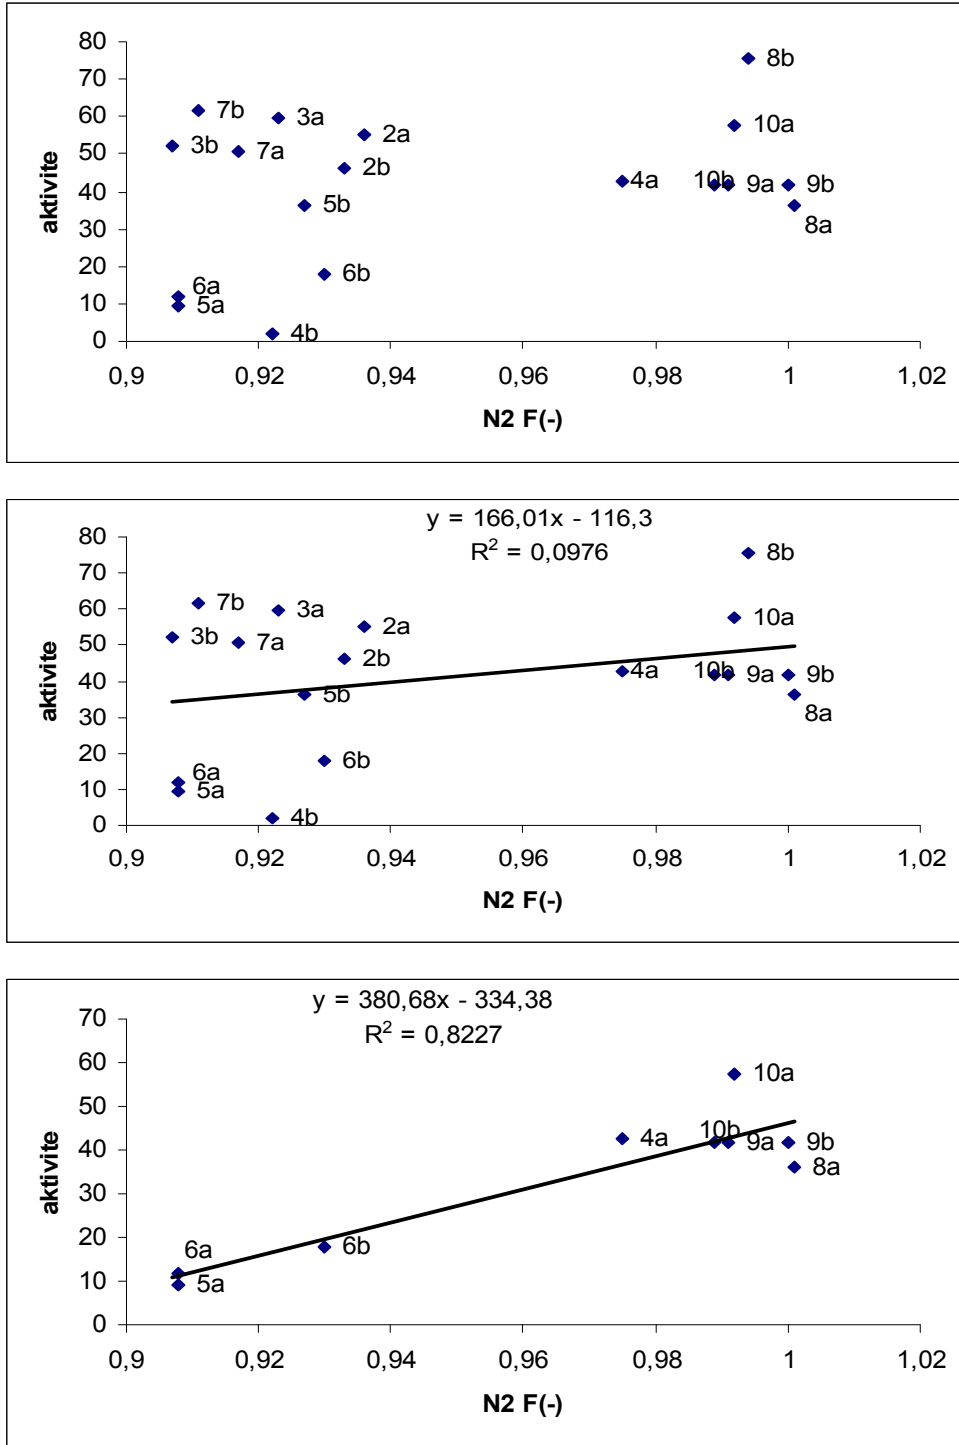 80
70
60
50
40
30
20
10
0
aktivite
8b
7b
3a
10a
2a
3b
7a
2b
4a
10b
9a
9b
5b
8a
6b
6a
5a
4b
0,9 0,92 0,94 0,96 0,98 1 1,02
N2 F(-)
y = 166,01x - 116,3
R² = 0,0976
80
70
60
50
40
30
20
10
0
aktivite
8b
7b
3a
10a
2a
3b
7a
2b
4a
10b
9a
9b
5b
8a
6b
6a
5a
4b
0,9 0,92 0,94 0,96 0,98 1 1,02
N2 F(-)
y = 380,68x - 334,38
R² = 0,8227
70
60
50
40
30
20
10
0
aktivite
10a
10b
4a
9a
9b
8a
6b
6a
5a
0,9 0,92 0,94 0,96 0,98 1 1,02
N2 F(-)